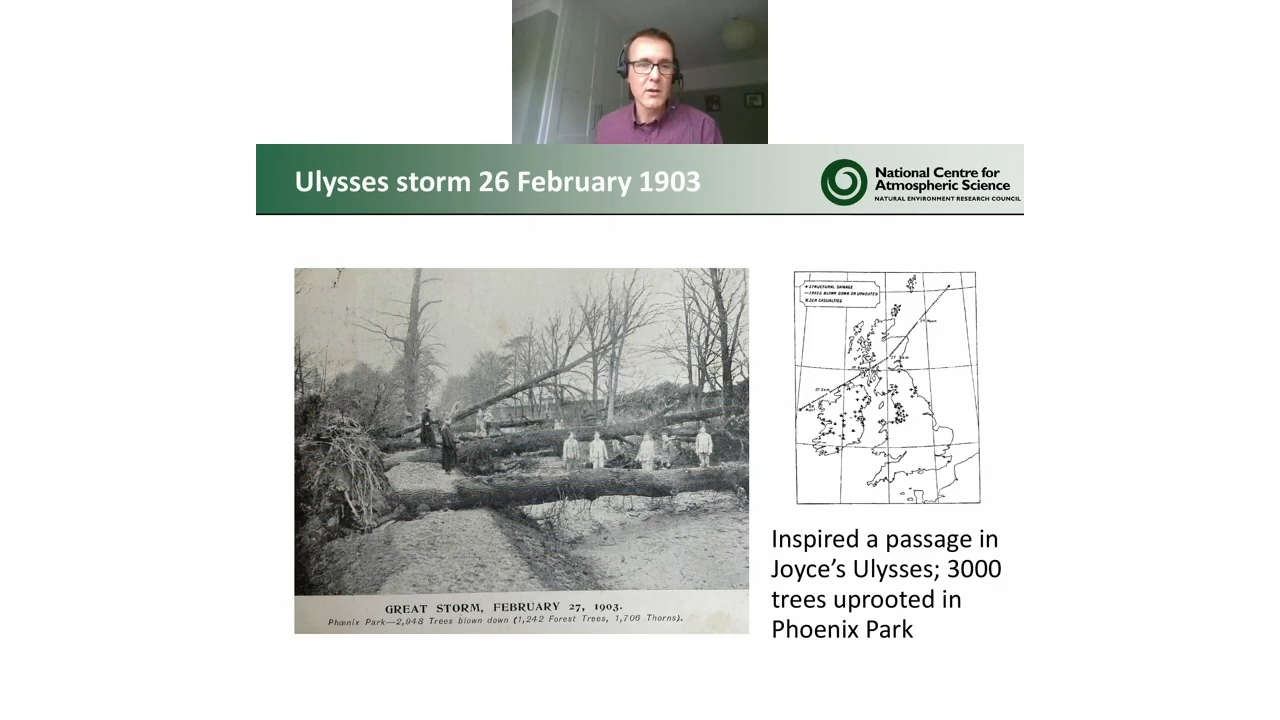 Ulysses storm 26 February 1903
National Centre for
Atmospheric Science
NATURAL ENVIRONMENT RESEARCH COUNCIL
STRUCTURAL DAMAGE
TREES BLOWN DOWN OR UPROOTED
SEA CASUALTIES
GREAT STORM, FEBRUARY 27, 1903.
Phœnix Park—2,948 Trees blown down (1,242 Forest Trees, 1,706 Thorns).
Inspired a passage in
Joyce’s Ulysses; 3000
trees uprooted in
Phoenix Park